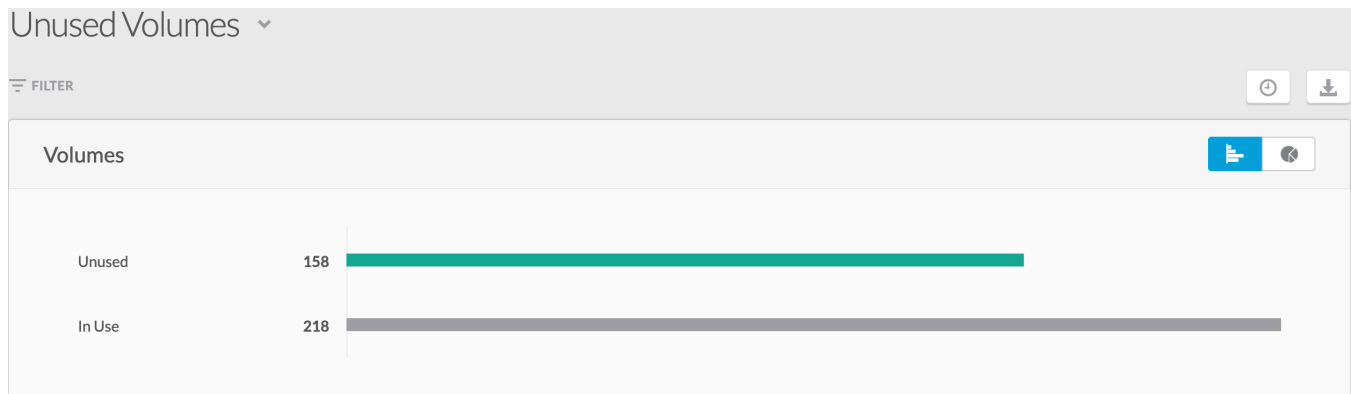 Unused Volumes
FILTER
Volumes
Unused 158
In Use 218